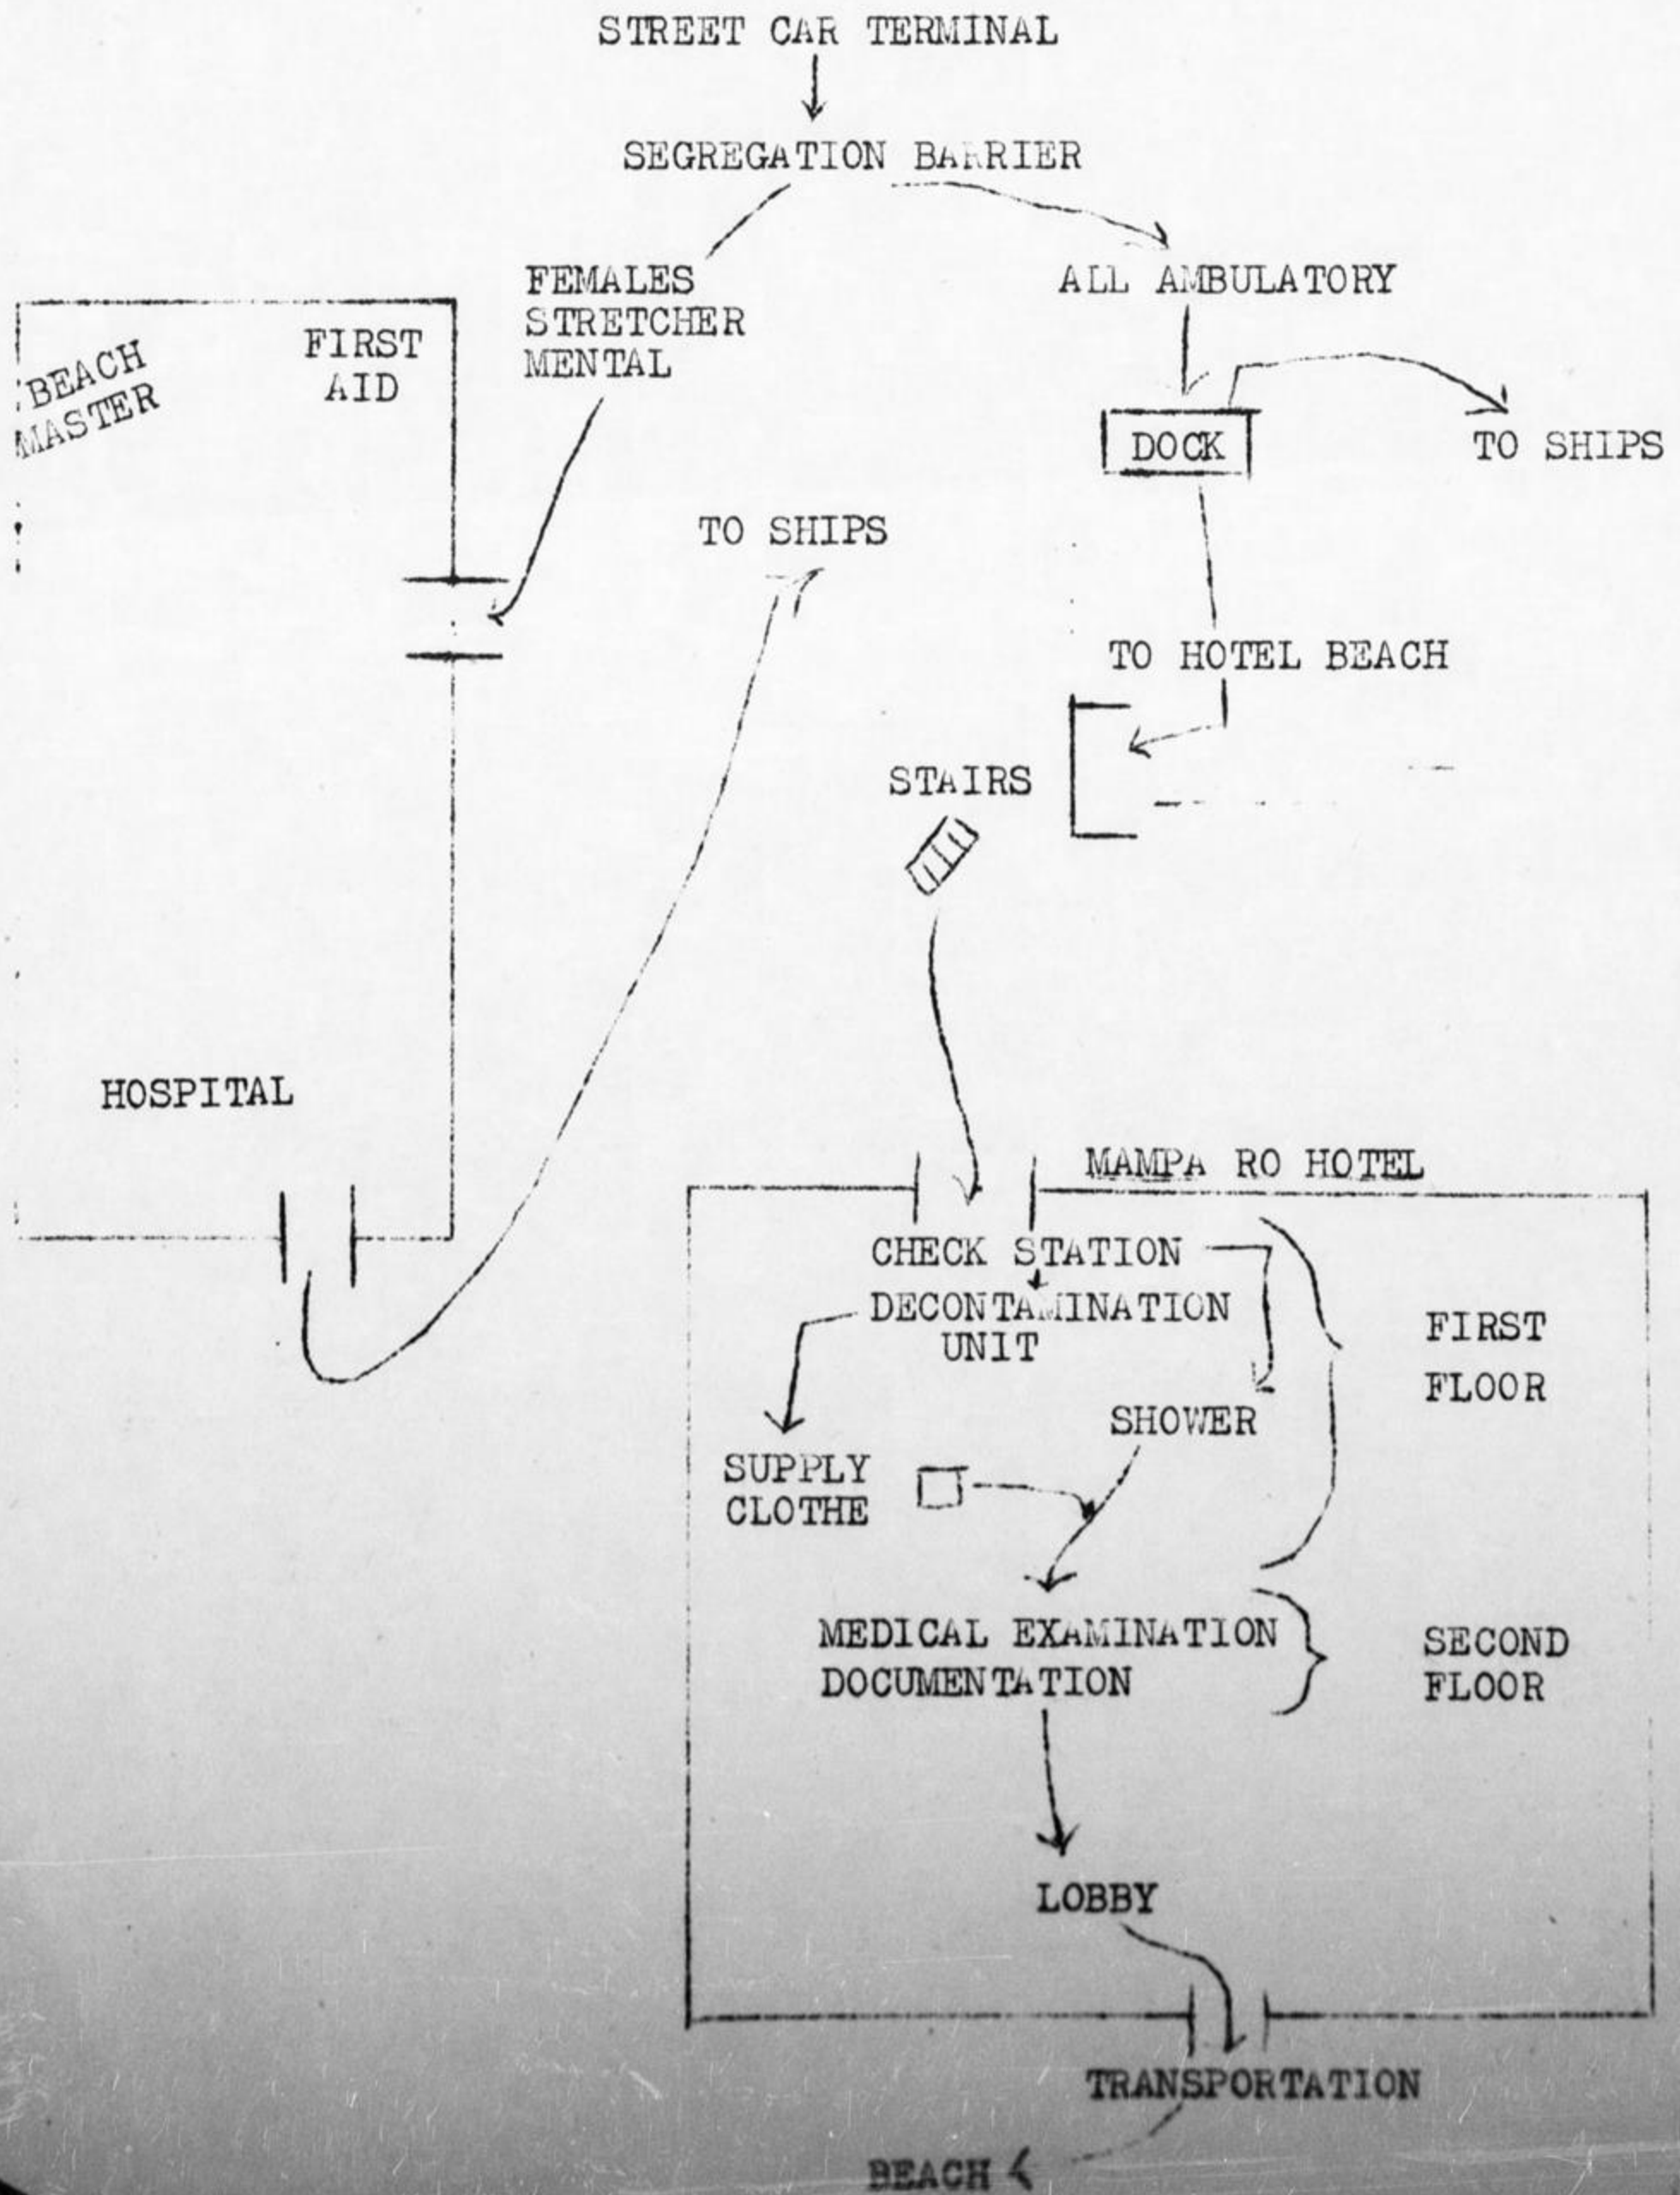 STREET CAR TERMINAL
SEGREGATION BARRIER
FEMALES
STRETCHER
MENTAL
ALL AMBULATORY
BEACH
MASTER
FIRST
AID
DOCK
TO SHIPS
TO SHIPS
TO HOTEL BEACH
STAIRS
HOSPITAL
MAMPA RO HOTEL
CHECK STATION
DECONTAMINATION
UNIT
FIRST
FLOOR
SHOWER
SUPPLY
CLOTHE
MEDICAL EXAMINATION
DOCUMENTATION
SECOND
FLOOR
LOBBY
TRANSPORTATION
BEACH